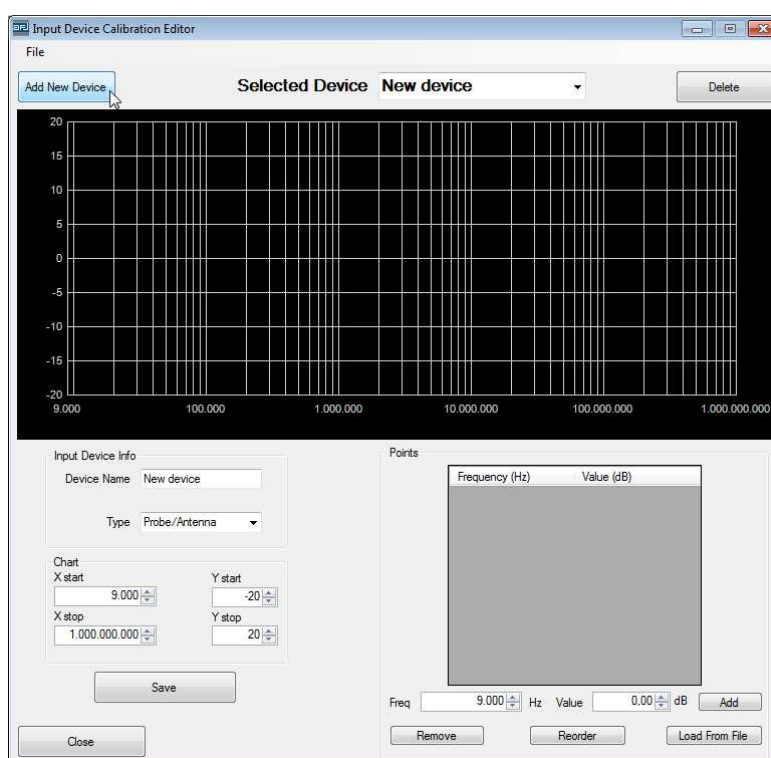 Input Device Calibration Editor
File
Add New Device
Selected Device
New device
Delete
20
15
10
5
0
-5
-10
-15
-20
9.000
100.000
1.000.000
10.000.000
100.000.000
1.000.000.000
Input Device Info
Device Name
New device
Type
Probe/Antenna
Chart
X start
9.000
Y start
-20
X stop
1.000.000.000
Y stop
20
Save
Close
Points
Frequency (Hz)
Value (dB)
Freq
9.000
Hz
Value
0,00
dB
Add
Remove
Reorder
Load From File